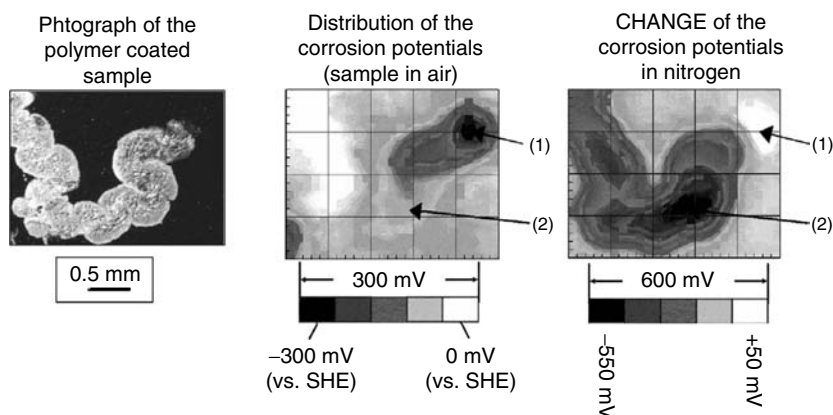 Phtograph of the
polymer coated
sample
0.5 mm
Distribution of the
corrosion potentials
(sample in air)
(1)
(2)
300 mV
–300 mV
(vs. SHE)
0 mV
(vs. SHE)
CHANGE of the
corrosion potentials
in nitrogen
(1)
(2)
600 mV
–550 mV
+50 mV